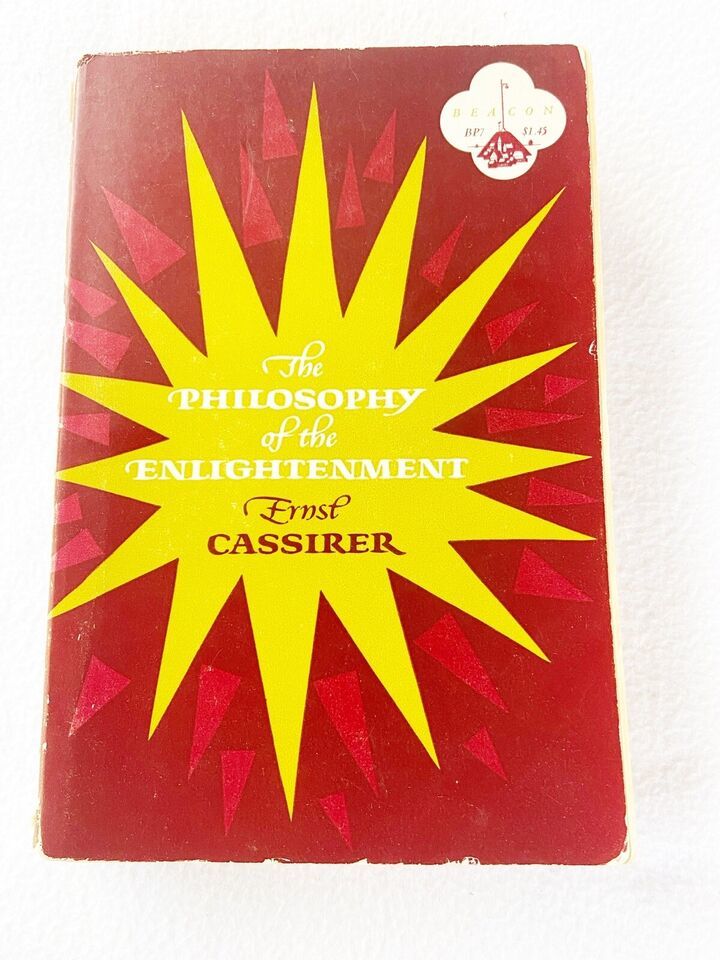 BEACON
BP7 $1.45
The
PHILOSOPHY
of the
ENLIGHTENMENT
Ernst
CASSIRER